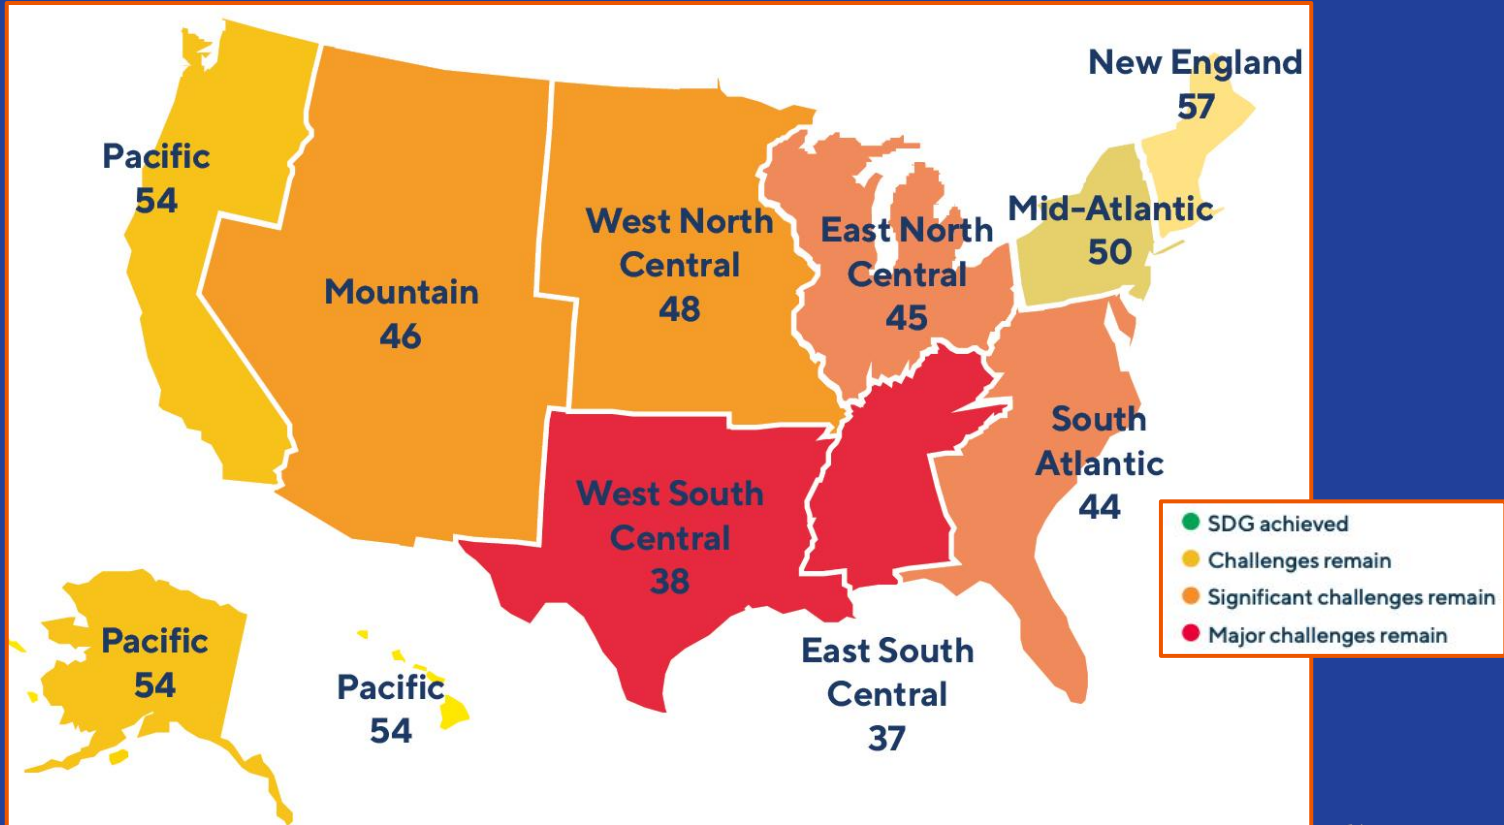 New England
57
Pacific
54
Mid-Atlantic
50
West North
Central
48
East North
Central
45
Mountain
46
South
Atlantic
44
West South
Central
38
SDG achieved
Challenges remain
Significant challenges remain
Major challenges remain
Pacific
54
Pacific
54
East South
Central
37